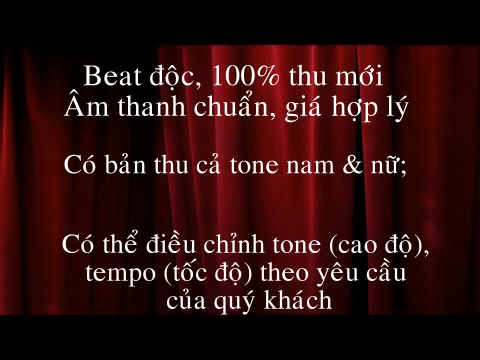 Beat độc, 100% thu mới
Âm thanh chuẩn, giá hợp lý
Có bản thu cả tone nam & nữ;
Có thể điều chỉnh tone (cao độ),
tempo (tốc độ) theo yêu cầu
của quý khách